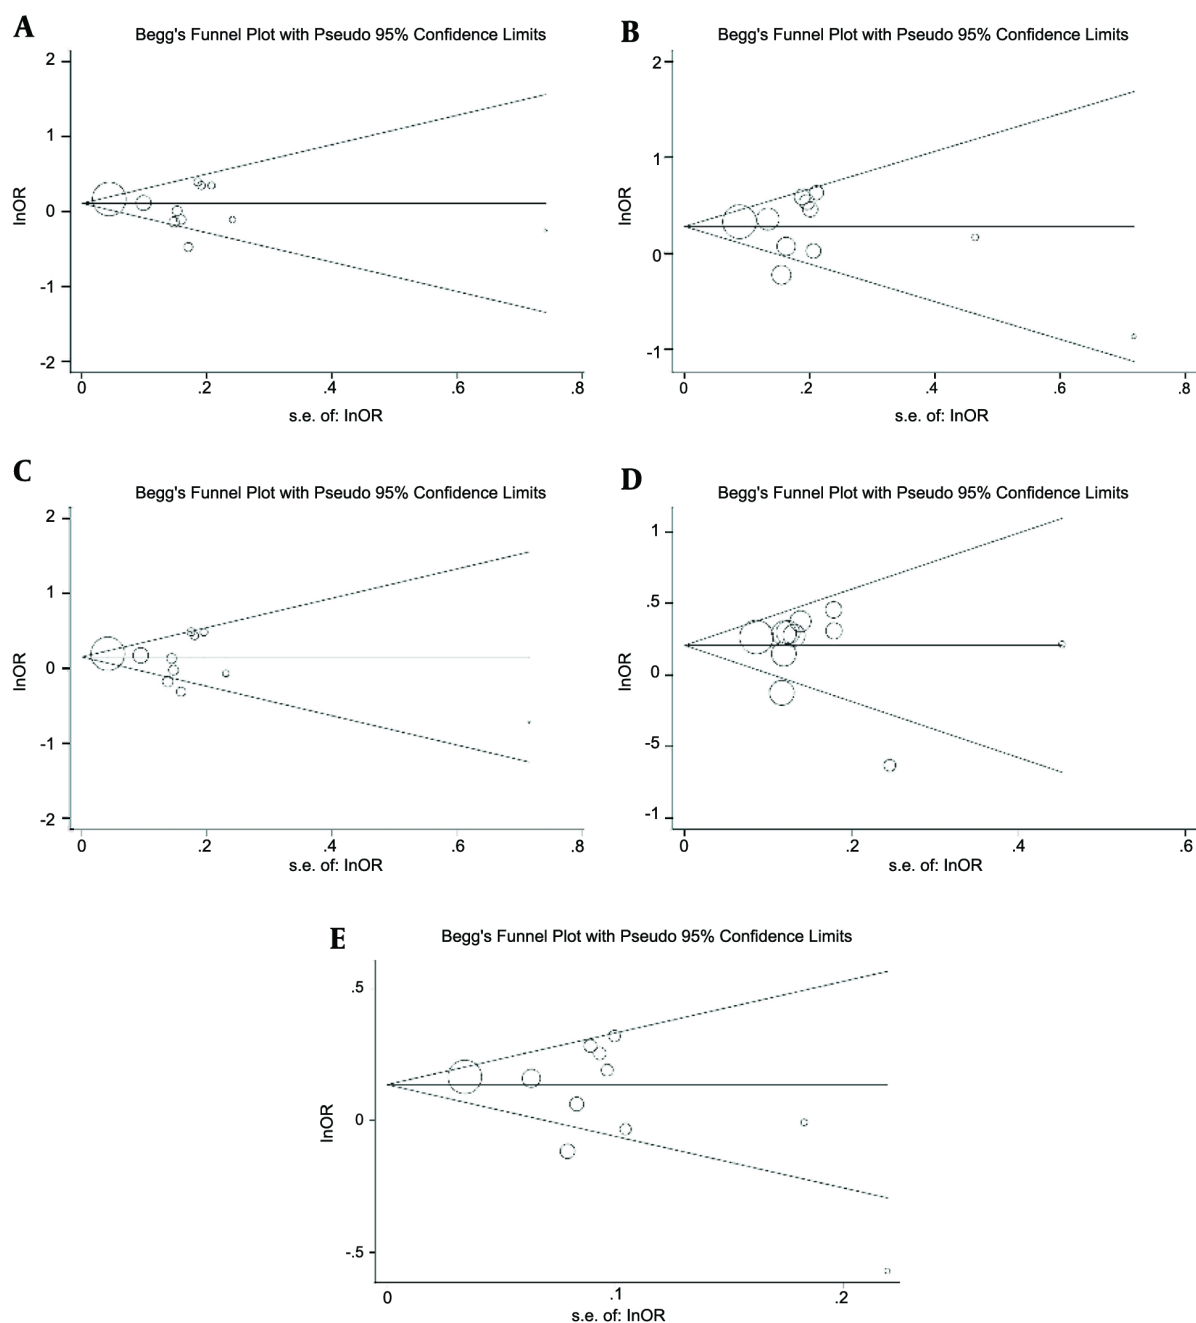 A
Begg's Funnel Plot with Pseudo 95% Confidence Limits
2
1
0
-1
-2
lnOR
0 .2 .4 .6 .8
s.e. of: lnOR
B
Begg's Funnel Plot with Pseudo 95% Confidence Limits
2
1
0
-1
lnOR
0 .2 .4 .6 .8
s.e. of: lnOR
C
Begg's Funnel Plot with Pseudo 95% Confidence Limits
2
1
0
-1
-2
lnOR
0 .2 .4 .6 .8
s.e. of: lnOR
D
Begg's Funnel Plot with Pseudo 95% Confidence Limits
1
.5
0
-5
-1
lnOR
0 .2 .4 .6
s.e. of: lnOR
E
Begg's Funnel Plot with Pseudo 95% Confidence Limits
.5
0
-.5
lnOR
0 .1 .2
s.e. of: lnOR